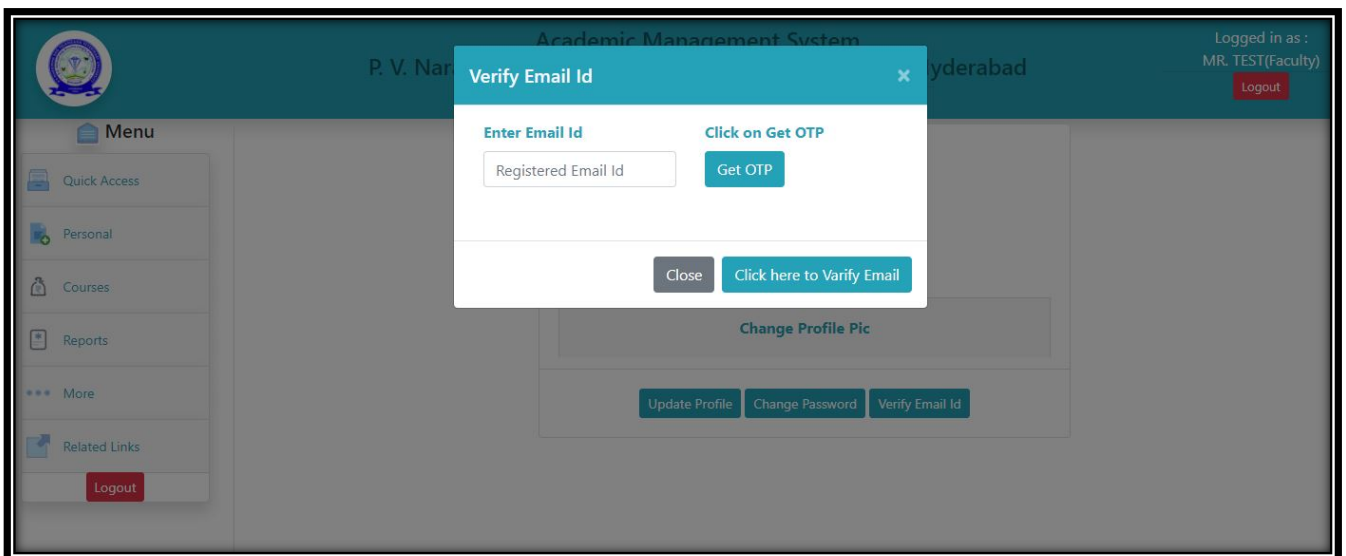 Academic Management System
P. V. Nar
yderabad
Logged in as :
MR. TEST(Faculty)
Logout
Menu
Quick Access
Personal
Courses
Reports
More
Related Links
Logout
Verify Email Id ×
Enter Email Id Click on Get OTP
Registered Email Id Get OTP
Close Click here to Varify Email
Change Profile Pic
Update Profile Change Password Verify Email Id